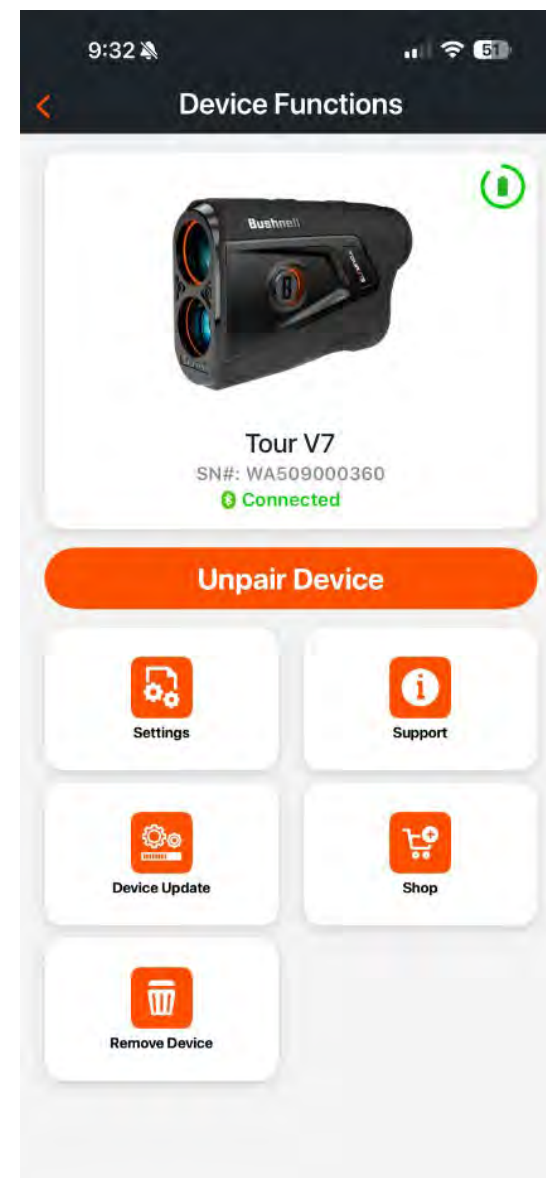 9:32
51
Device Functions
Bushnell
B
Tour V7
SN#: WA509000360
Connected
Unpair Device
Settings
Support
Device Update
Shop
Remove Device